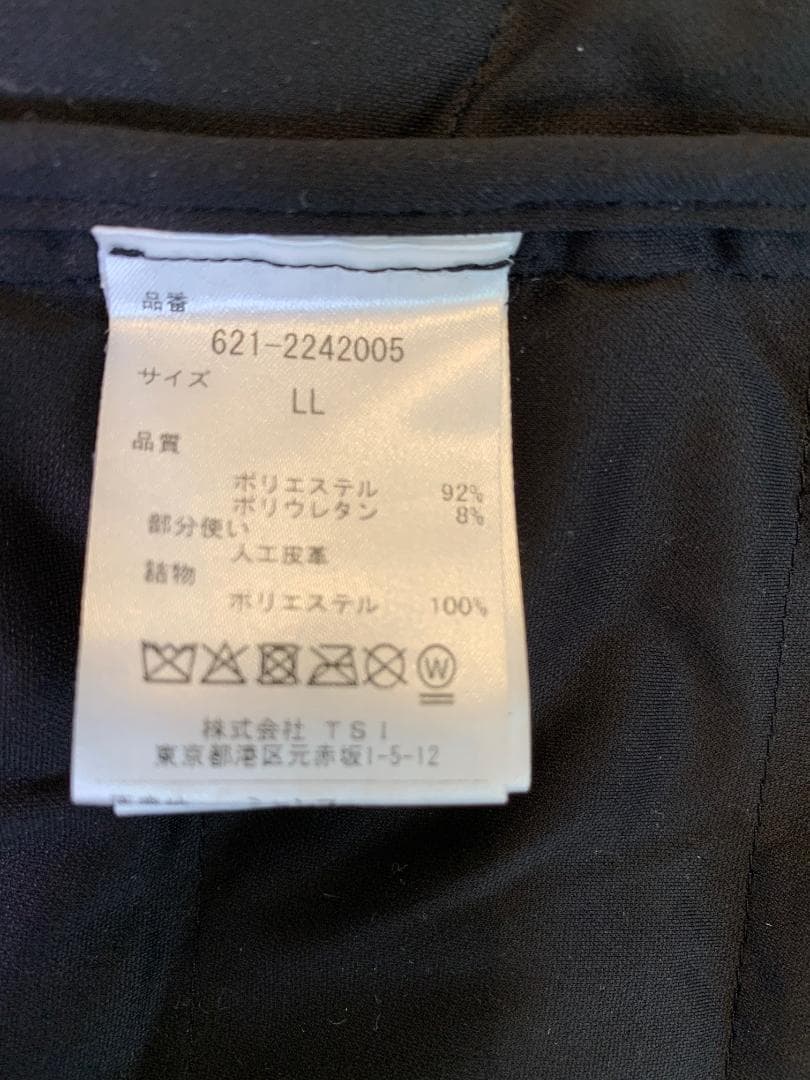 品番
621-2242005
サイズ
LL
品質
ポリエステル 92%
ポリウレタン 8%
部分使い
人工皮革
詰物
ポリエステル 100%
W
株式会社 TSI
東京都港区元赤坂1-5-12